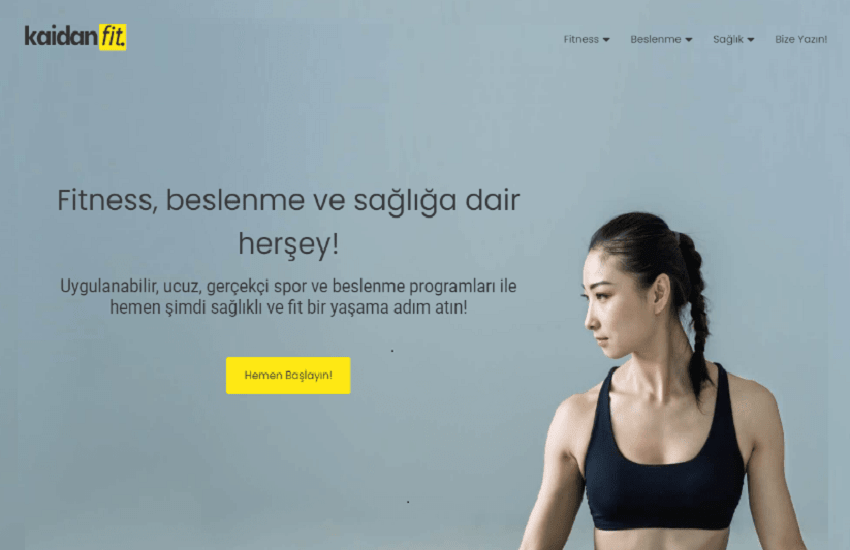 kaidan fit.
Fitness
Beslenme
Sağlık
Bize Yazın!
Fitness, beslenme ve sağlığa dair
herşey!
Uygulanabilir, ucuz, gerçekçi spor ve beslenme programları ile
hemen şimdi sağlıklı ve fit bir yaşama adım atın!
Hemen Başlayın!